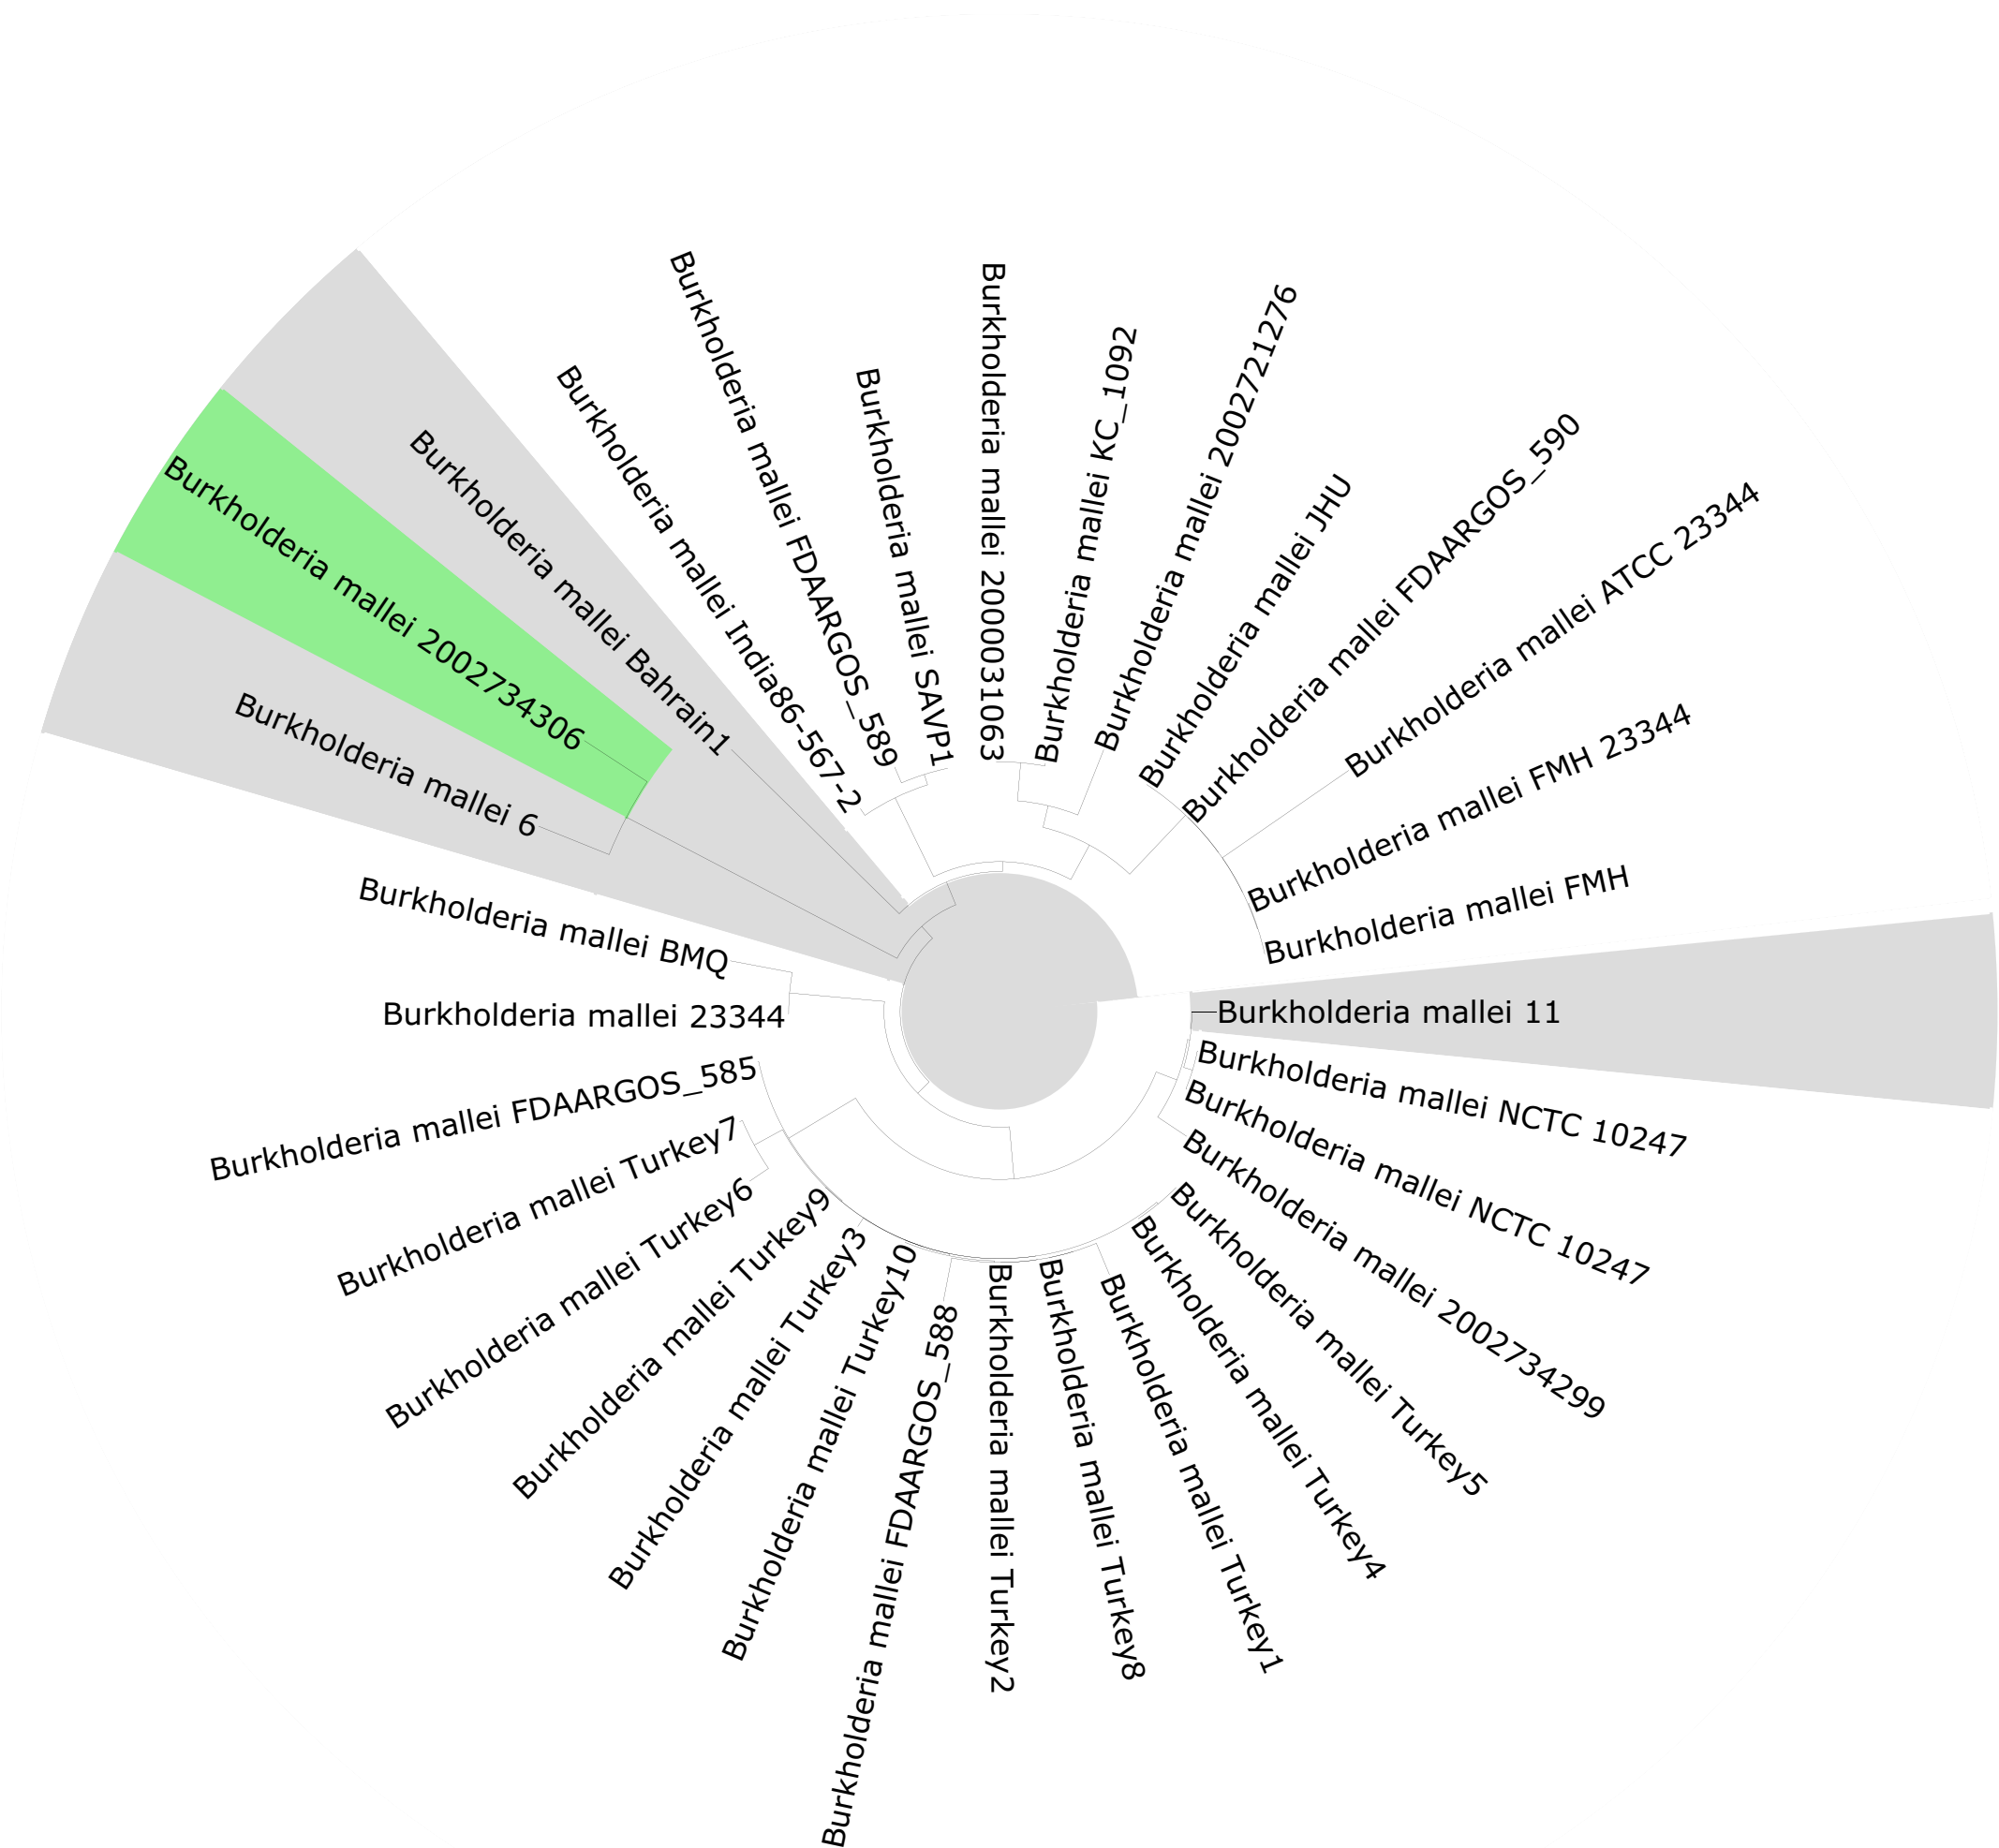 Burkholderia mallei FDAARGOS_589
Burkholderia mallei India86-567-2
Burkholderia mallei SAVP1
Burkholderia mallei 2000031063
Burkholderia mallei KC_1092
Burkholderia mallei 2002721276
Burkholderia mallei JHU
Burkholderia mallei FDAARGOS_590
Burkholderia mallei ATCC 23344
Burkholderia mallei FMH 23344
Burkholderia mallei FMH
Burkholderia mallei 11
Burkholderia mallei NCTC 10247
Burkholderia mallei NCTC 10247
Burkholderia mallei 2002734299
Burkholderia mallei Turkey5
Burkholderia mallei Turkey4
Burkholderia mallei Turkey1
Burkholderia mallei Turkey8
Burkholderia mallei Turkey2
Burkholderia mallei FDAARGOS_588
Burkholderia mallei Turkey10
Burkholderia mallei Turkey3
Burkholderia mallei Turkey9
Burkholderia mallei Turkey6
Burkholderia mallei Turkey7
Burkholderia mallei FDAARGOS_585
Burkholderia mallei 23344
Burkholderia mallei BMQ
Burkholderia mallei 6
Burkholderia mallei 2002734306
Burkholderia mallei Bahrain1